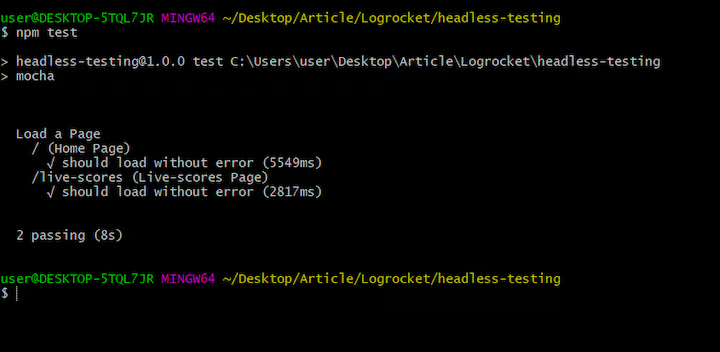 user@DESKTOP-5TQL7JR MINGW64 ~/Desktop/Article/Logrocket/headless-testing
$ npm test
> headless-testing@1.0.0 test C:\Users\user\Desktop\Article\Logrocket\headless-testing
> mocha
Load a Page
/ (Home Page)
√ should load without error (5549ms)
/live-scores (Live-scores Page)
√ should load without error (2817ms)
2 passing (8s)
user@DESKTOP-5TQL7JR MINGW64 ~/Desktop/Article/Logrocket/headless-testing
$